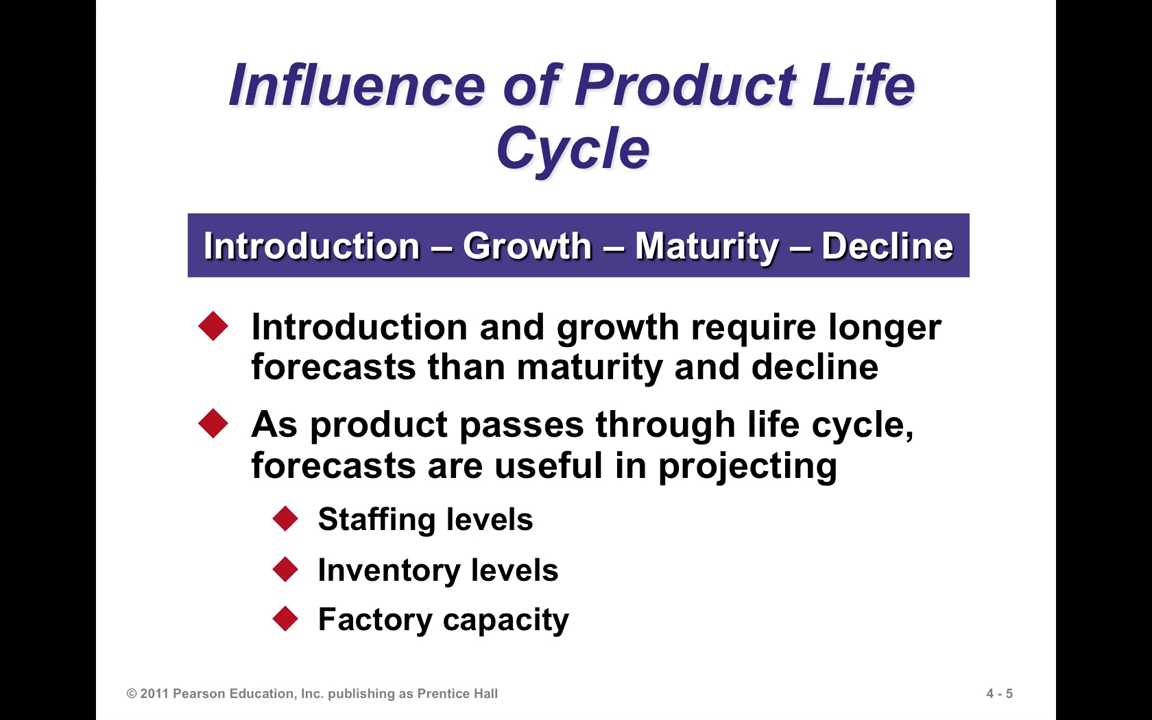 Influence of Product Life
Cycle
Introduction – Growth – Maturity – Decline
Introduction and growth require longer
forecasts than maturity and decline
As product passes through life cycle,
forecasts are useful in projecting
Staffing levels
Inventory levels
Factory capacity
© 2011 Pearson Education, Inc. publishing as Prentice Hall
4 - 5